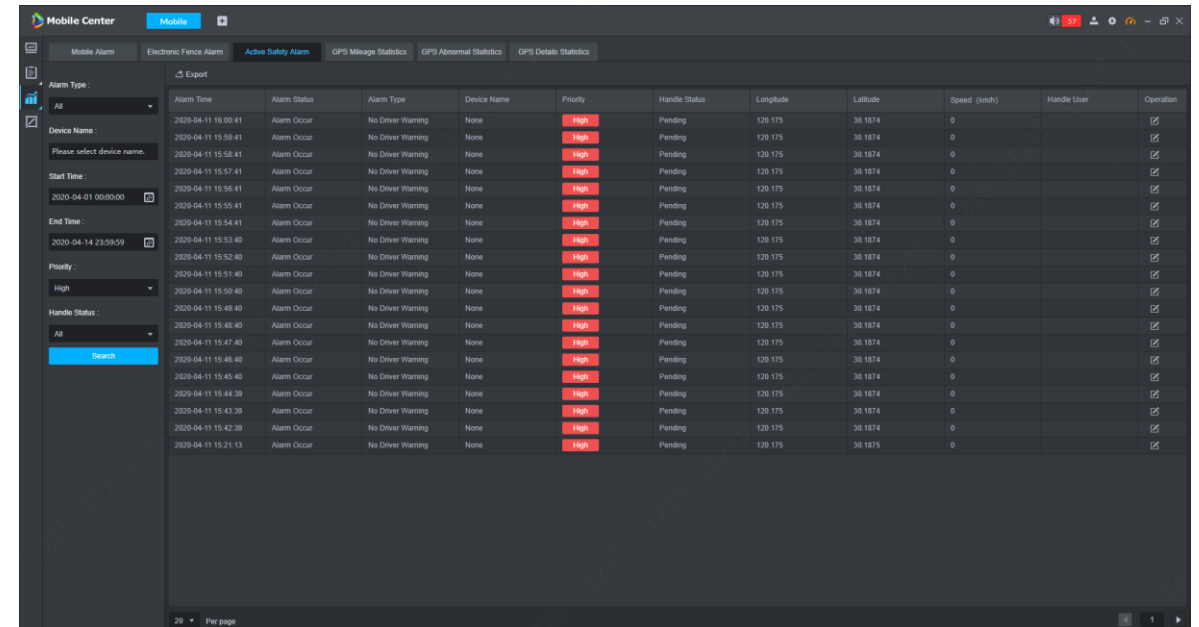 Mobile Center Mobile 57
Mobile Alarm Electronic Fence Alarm Active Safety Alarm GPS Mileage Statistics GPS Abnormal Statistics GPS Details Statistics
Export
Alarm Type :
All
Device Name :
Please select device name.
Start Time :
2020-04-01 00:00:00
End Time :
2020-04-14 23:59:59
Priority :
High
Handle Status :
All
Search
Alarm Time Alarm Status Alarm Type Device Name Priority Handle Status Longitude Latitude Speed (km/h) Handle User Operation
2020-04-11 16:00:41 Alarm Occur No Driver Warning None High Pending 120.175 30.1874 0
2020-04-11 15:59:41 Alarm Occur No Driver Warning None High Pending 120.175 30.1874 0
2020-04-11 15:58:41 Alarm Occur No Driver Warning None High Pending 120.175 30.1874 0
2020-04-11 15:57:41 Alarm Occur No Driver Warning None High Pending 120.175 30.1874 0
2020-04-11 15:56:41 Alarm Occur No Driver Warning None High Pending 120.175 30.1874 0
2020-04-11 15:55:41 Alarm Occur No Driver Warning None High Pending 120.175 30.1874 0
2020-04-11 15:54:41 Alarm Occur No Driver Warning None High Pending 120.175 30.1874 0
2020-04-11 15:53:40 Alarm Occur No Driver Warning None High Pending 120.175 30.1874 0
2020-04-11 15:52:40 Alarm Occur No Driver Warning None High Pending 120.175 30.1874 0
2020-04-11 15:51:40 Alarm Occur No Driver Warning None High Pending 120.175 30.1874 0
2020-04-11 15:50:40 Alarm Occur No Driver Warning None High Pending 120.175 30.1874 0
2020-04-11 15:49:40 Alarm Occur No Driver Warning None High Pending 120.175 30.1874 0
2020-04-11 15:48:40 Alarm Occur No Driver Warning None High Pending 120.175 30.1874 0
2020-04-11 15:47:40 Alarm Occur No Driver Warning None High Pending 120.175 30.1874 0
2020-04-11 15:46:40 Alarm Occur No Driver Warning None High Pending 120.175 30.1874 0
2020-04-11 15:45:40 Alarm Occur No Driver Warning None High Pending 120.175 30.1874 0
2020-04-11 15:44:39 Alarm Occur No Driver Warning None High Pending 120.175 30.1874 0
2020-04-11 15:43:39 Alarm Occur No Driver Warning None High Pending 120.175 30.1874 0
2020-04-11 15:42:39 Alarm Occur No Driver Warning None High Pending 120.175 30.1874 0
2020-04-11 15:21:13 Alarm Occur No Driver Warning None High Pending 120.175 30.1875 0
20 Per page 1